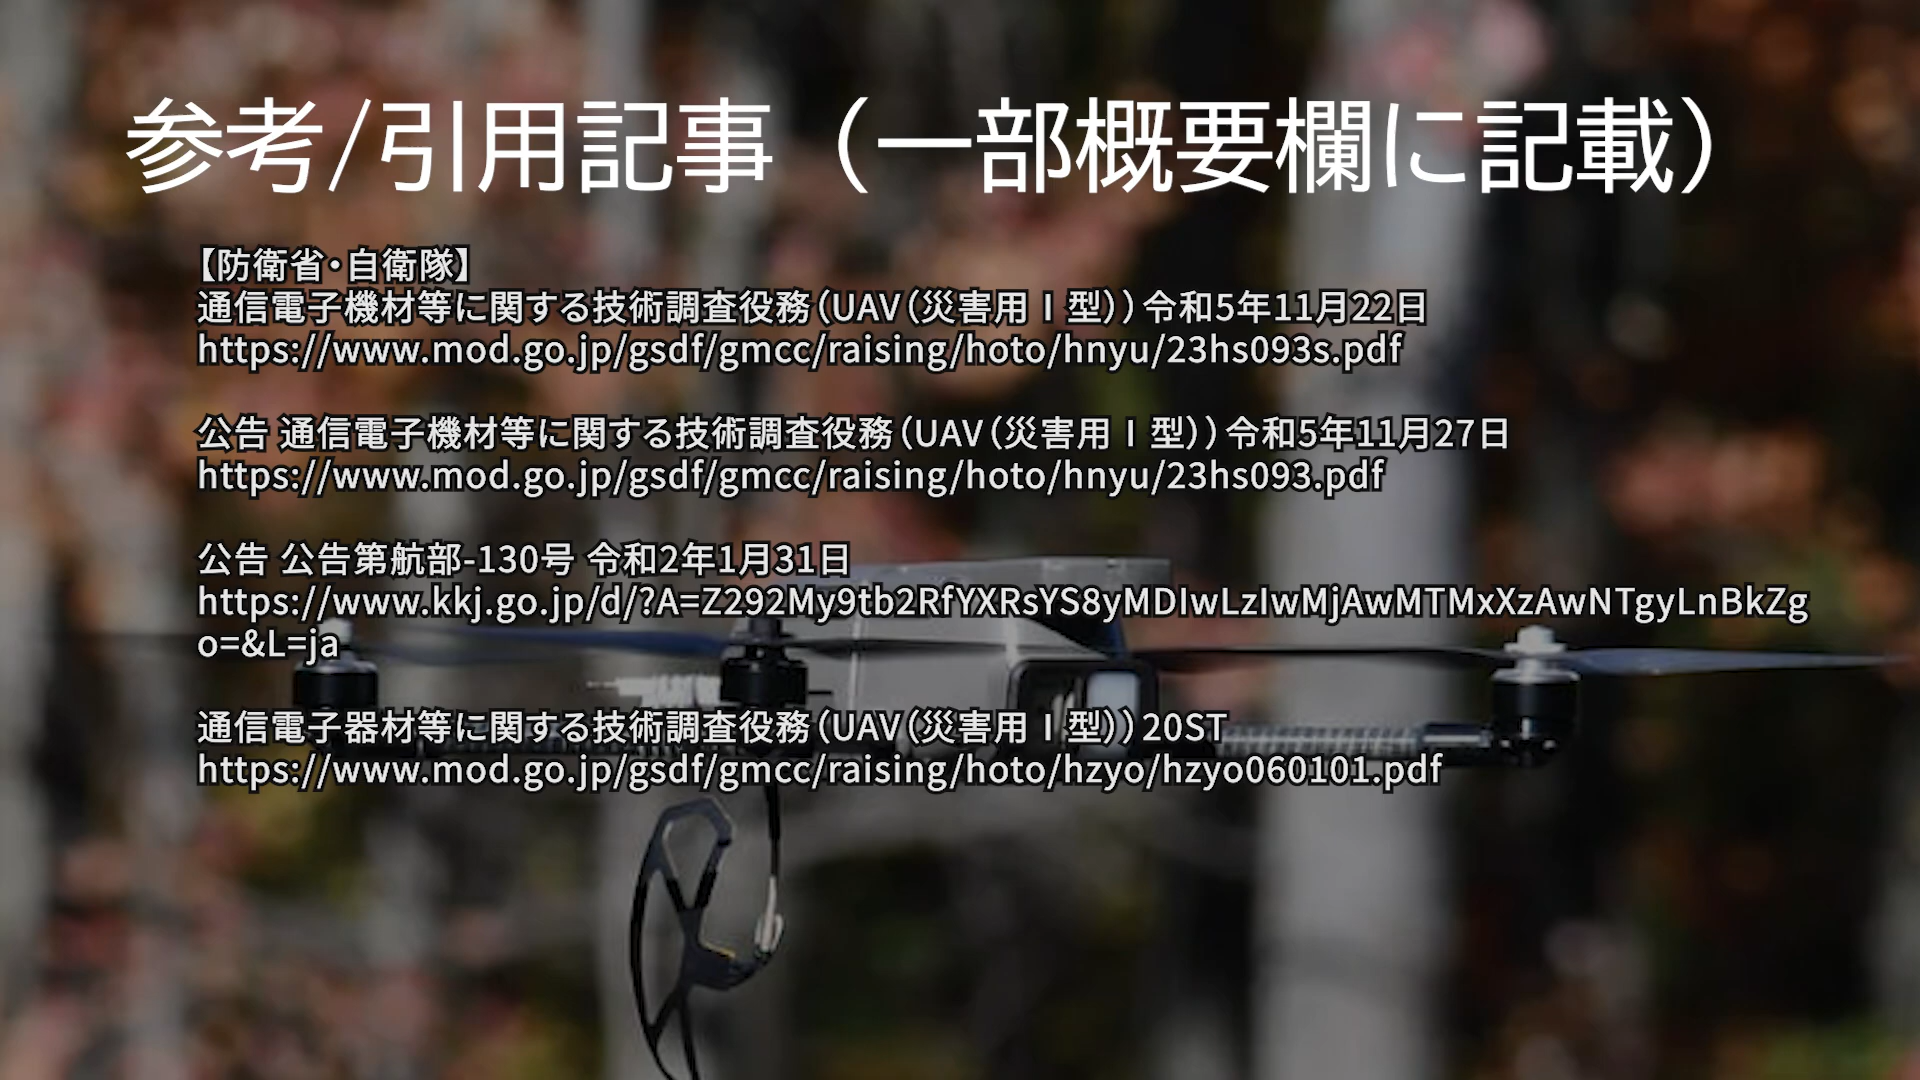 参考/引用記事（一部概要欄に記載）
【防衛省・自衛隊】
通信電子機材等に関する技術調査役務（UAV（災害用Ⅰ型））令和5年11月22日
https://www.mod.go.jp/gsdf/gmcc/raising/hoto/hnyu/23hs093s.pdf
公告 通信電子機材等に関する技術調査役務（UAV（災害用Ⅰ型））令和5年11月27日
https://www.mod.go.jp/gsdf/gmcc/raising/hoto/hnyu/23hs093.pdf
公告 公告第航部-130号 令和2年1月31日
https://www.kkj.go.jp/d/?A=Z292My9tb2RfYXRsYS8yMDIwLzIwMjAwMTMxXzAwNTgyLnBkZg
o=&L=ja
通信電子器材等に関する技術調査役務（UAV（災害用Ⅰ型））20ST
https://www.mod.go.jp/gsdf/gmcc/raising/hoto/hzyo/hzyo060101.pdf